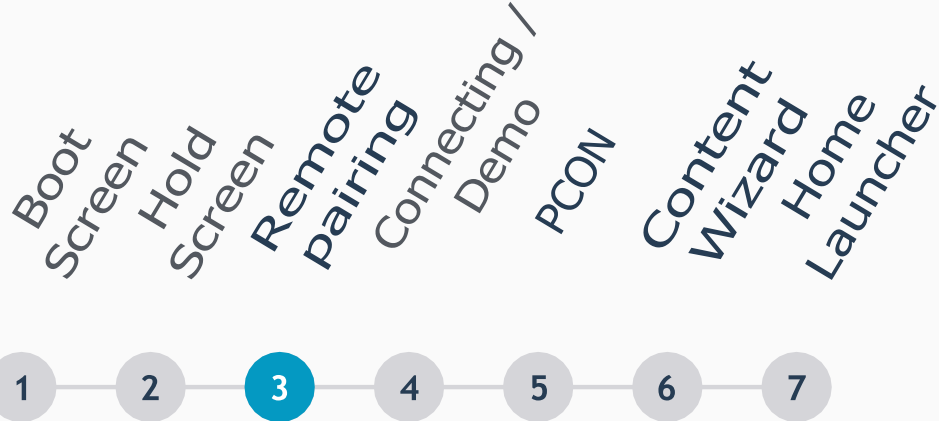 Boot
Screen
Hold
Screen
Remote
pairing
Connecting /
Demo
PCON
Content
Wizard
Home
Launcher
1
2
3
4
5
6
7